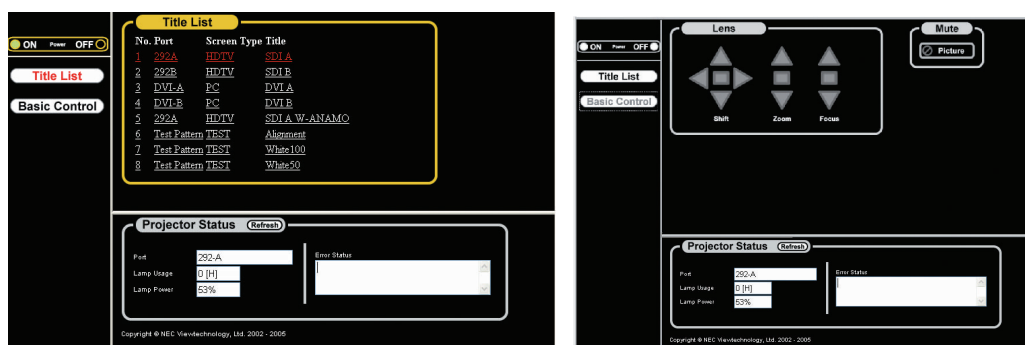 Title List
ON Power OFF
No. Port Screen Type Title
1 292A HDTV SDI A
2 292B HDTV SDI B
3 DVI-A PC DVI A
4 DVI-B PC DVI B
5 292A HDTV SDI A W-ANAMO
6 Test Pattern TEST Alignment
7 Test Pattern TEST White100
8 Test Pattern TEST White50
Title List
Basic Control
Projector Status Refresh
Port 292-A
Lamp Usage 0 [H]
Lamp Power 53%
Error Status
Copyright © NEC Viewtechnology, Ltd. 2002 - 2005
Lens
Mute
ON Power OFF
Picture
Title List
Basic Control
Shift Zoom Focus
Projector Status Refresh
Port 292-A
Lamp Usage 0 [H]
Lamp Power 53%
Error Status
Copyright © NEC Viewtechnology, Ltd. 2002 - 2005